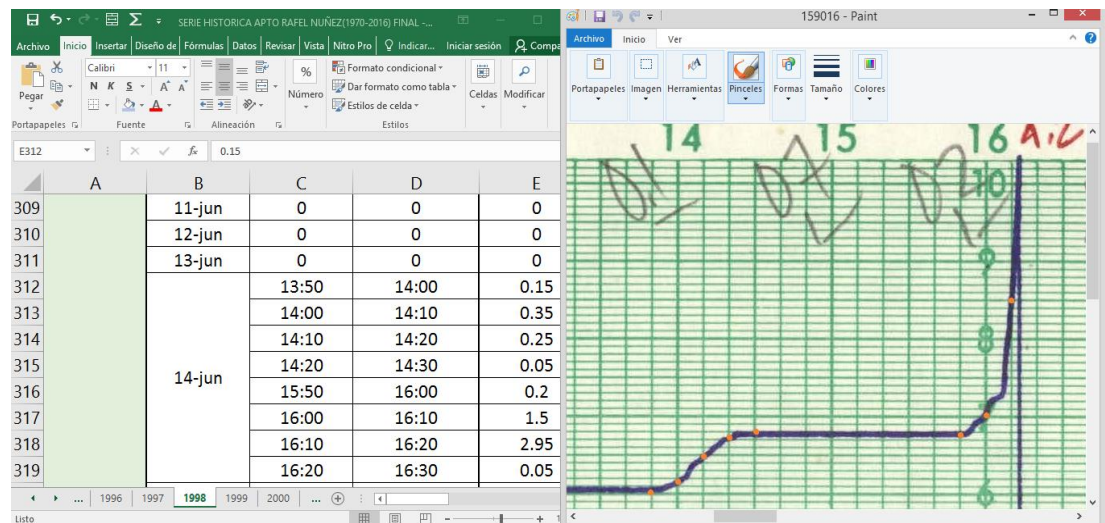 SERIE HISTORICA APTO RAFEL NUÑEZ(1970-2016) FINAL -...
Archivo Inicio Insertar Diseño de Fórmulas Datos Revisar Vista Nitro Pro Indicar... Iniciar sesión Compa
Pegar
Calibri 11
N K S
A A
%
Número
Formato condicional
Dar formato como tabla
Estilos de celda
Celdas Modificar
Portapapeles Fuente Alineación Estilos
E312 fx 0.15
A B C D E
309 11-jun 0 0 0
310 12-jun 0 0 0
311 13-jun 0 0 0
312 13:50 14:00 0.15
313 14:00 14:10 0.35
314 14:10 14:20 0.25
315 14-jun 14:20 14:30 0.05
316 15:50 16:00 0.2
317 16:00 16:10 1.5
318 16:10 16:20 2.95
319 16:20 16:30 0.05
... 1996 1997 1998 1999 2000 ...
Listo
159016 - Paint
Archivo Inicio Ver
Portapapeles Imagen Herramientas Pinceles Formas Tamaño Colores
14 15 16
10
9
8
7
6